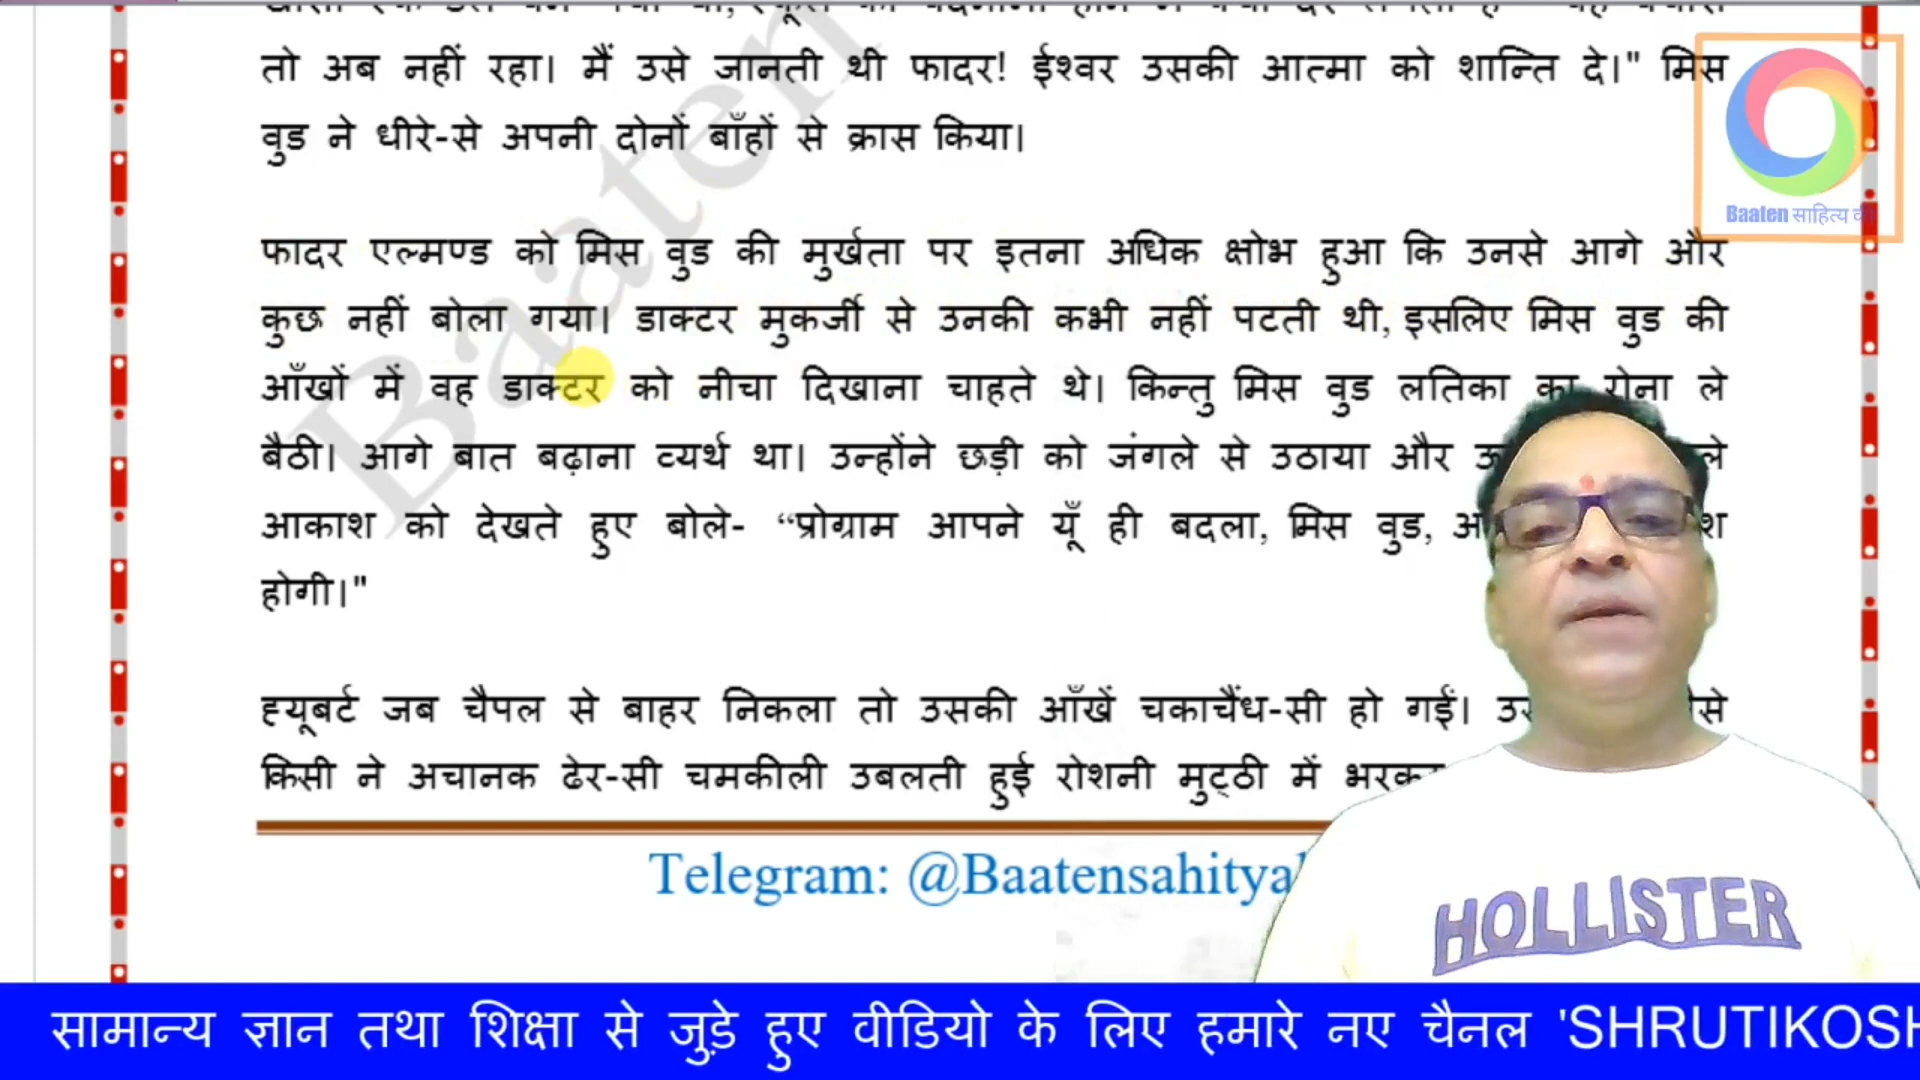 तो अब नहीं रहा। मैं उसे जानती थी फादर! ईश्वर उसकी आत्मा को शान्ति दे।" मिस
वुड ने धीरे-से अपनी दोनों बाँहों से क्रास किया।
फादर एल्मण्ड को मिस वुड की मुर्खता पर इतना अधिक क्षोभ हुआ कि उनसे आगे और
कुछ नहीं बोला गया। डाक्टर मुकर्जी से उनकी कभी नहीं पटती थी, इसलिए मिस वुड की
आँखों में वह डाक्टर को नीचा दिखाना चाहते थे। किन्तु मिस वुड लतिका का रोना ले
बैठी। आगे बात बढ़ाना व्यर्थ था। उन्होंने छड़ी को जंगले से उठाया और
आकाश को देखते हुए बोले- “प्रोग्राम आपने यूँ ही बदला, मिस वुड,
होगी।"
ह्यूबर्ट जब चैपल से बाहर निकला तो उसकी आँखें चकाचैंध-सी हो गईं।
किसी ने अचानक ढेर-सी चमकीली उबलती हुई रोशनी मुट्ठी में
Baaten
Baaten साहित्य की
Telegram: @Baatensahitya
HOLLISTER
सामान्य ज्ञान तथा शिक्षा से जुड़े हुए वीडियो के लिए हमारे नए चैनल 'SHRUTIKOSH